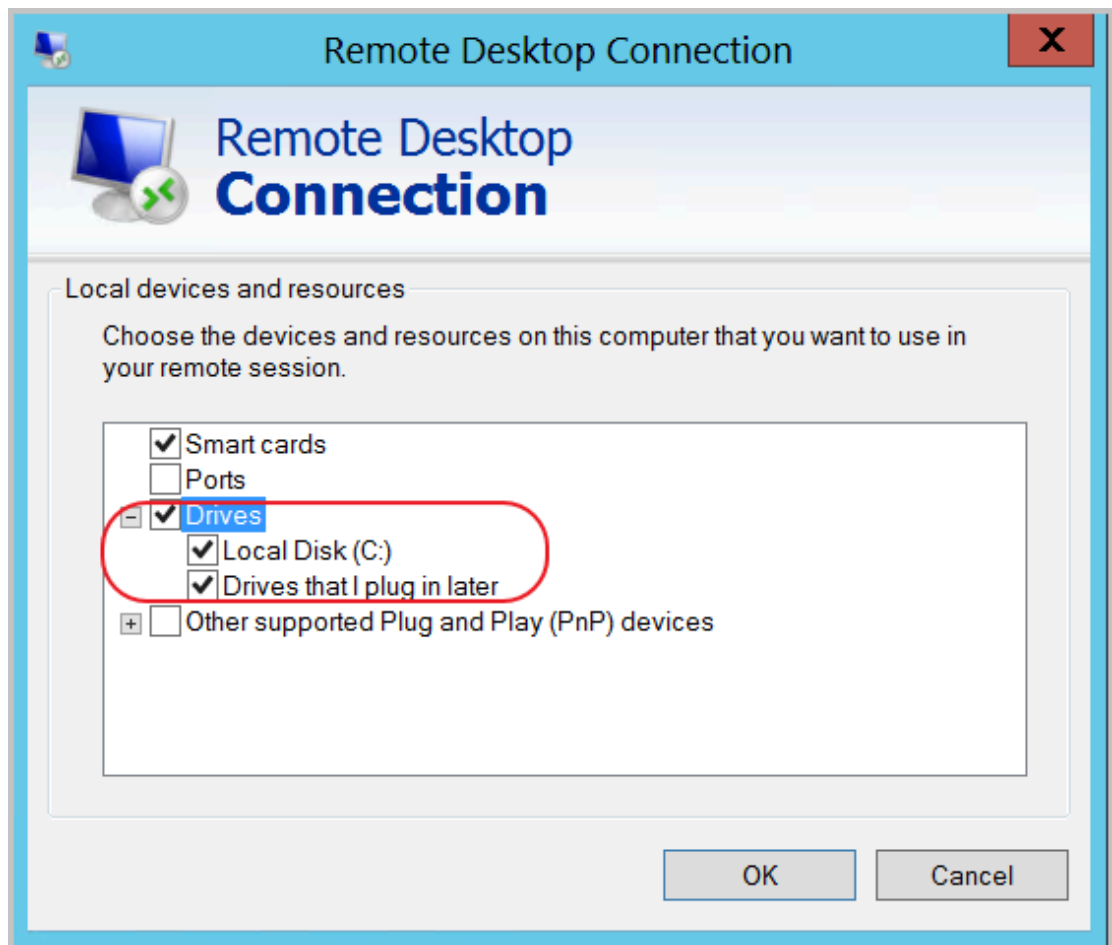 Remote Desktop Connection
X
Remote Desktop
Connection
Local devices and resources
Choose the devices and resources on this computer that you want to use in
your remote session.
Smart cards
Ports
Drives
Local Disk (C:)
Drives that I plug in later
Other supported Plug and Play (PnP) devices
OK
Cancel